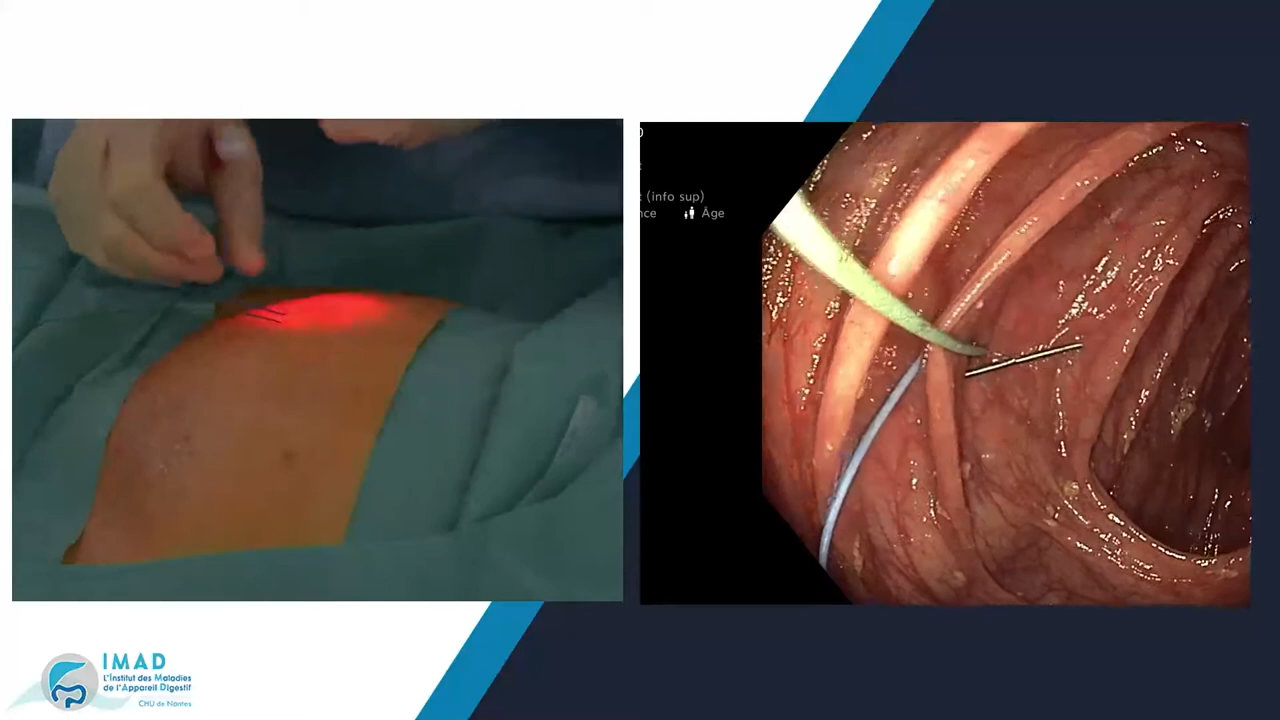 t (info sup)
nce Âge
IMAD
L'Institut des Maladies
de l'Appareil Digestif
CHU de Nantes